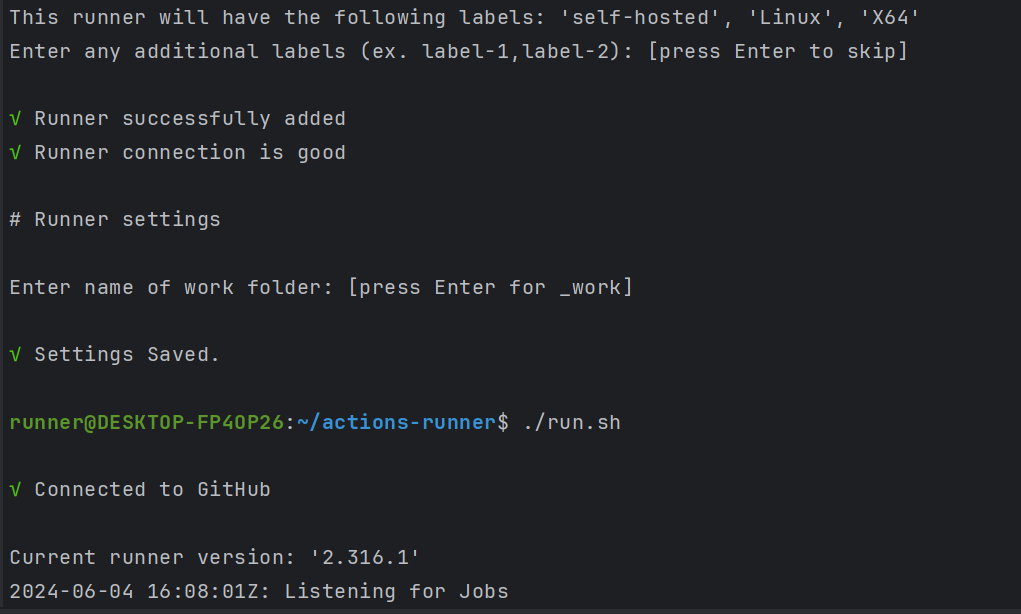 This runner will have the following labels: 'self-hosted', 'Linux', 'X64'
Enter any additional labels (ex. label-1,label-2): [press Enter to skip]
√ Runner successfully added
√ Runner connection is good
# Runner settings
Enter name of work folder: [press Enter for _work]
√ Settings Saved.
runner@DESKTOP-FP4OP26:~/actions-runner$ ./run.sh
√ Connected to GitHub
Current runner version: '2.316.1'
2024-06-04 16:08:01Z: Listening for Jobs